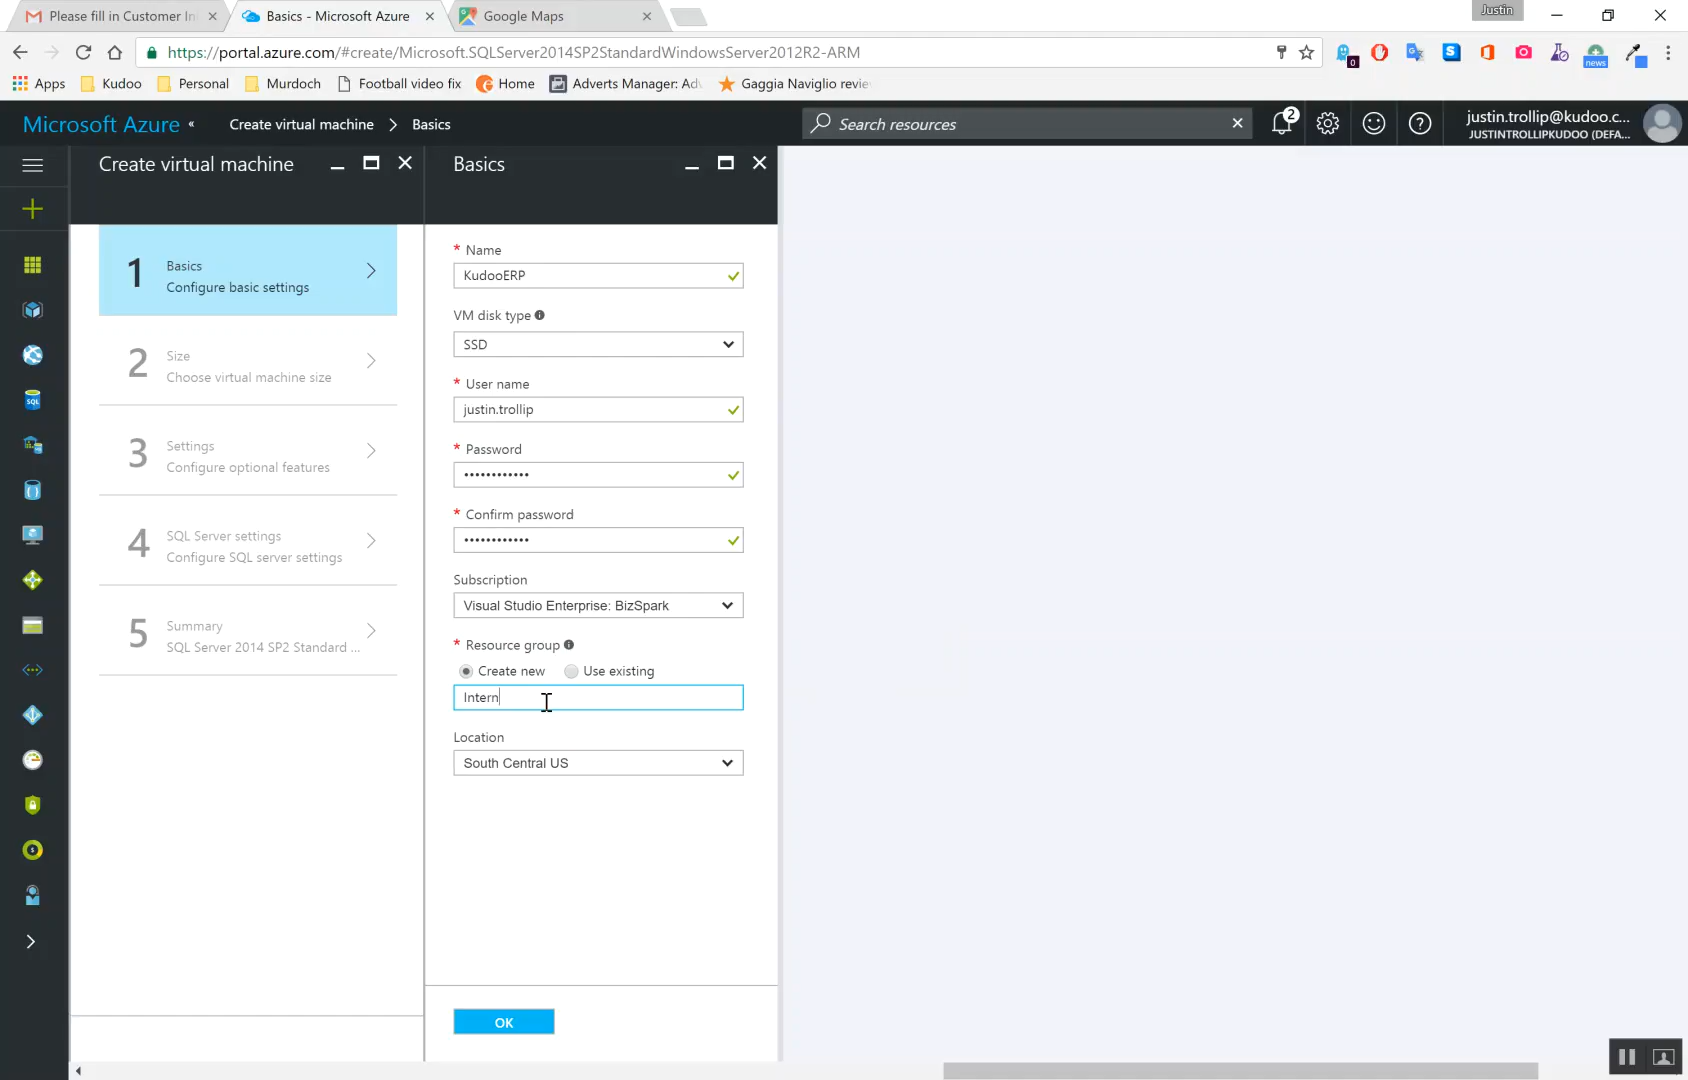 Please fill in Customer In
Basics - Microsoft Azure
Google Maps
Justin
https://portal.azure.com/#create/Microsoft.SQLServer2014SP2StandardWindowsServer2012R2-ARM
0
news
Apps
Kudoo
Personal
Murdoch
Football video fix
Home
Adverts Manager: Adv
Gaggia Naviglio revie
Microsoft Azure
Create virtual machine
Basics
Search resources
2
justin.trollip@kudoo.c...
JUSTINTROLLIPKUDOO (DEFA...
Create virtual machine
Basics
1
Basics
Configure basic settings
2
Size
Choose virtual machine size
3
Settings
Configure optional features
4
SQL Server settings
Configure SQL server settings
5
Summary
SQL Server 2014 SP2 Standard ...
* Name
KudooERP
VM disk type
SSD
* User name
justin.trollip
* Password
••••••••••••
* Confirm password
••••••••••••
Subscription
Visual Studio Enterprise: BizSpark
* Resource group
Create new
Use existing
Intern
Location
South Central US
OK
SQL